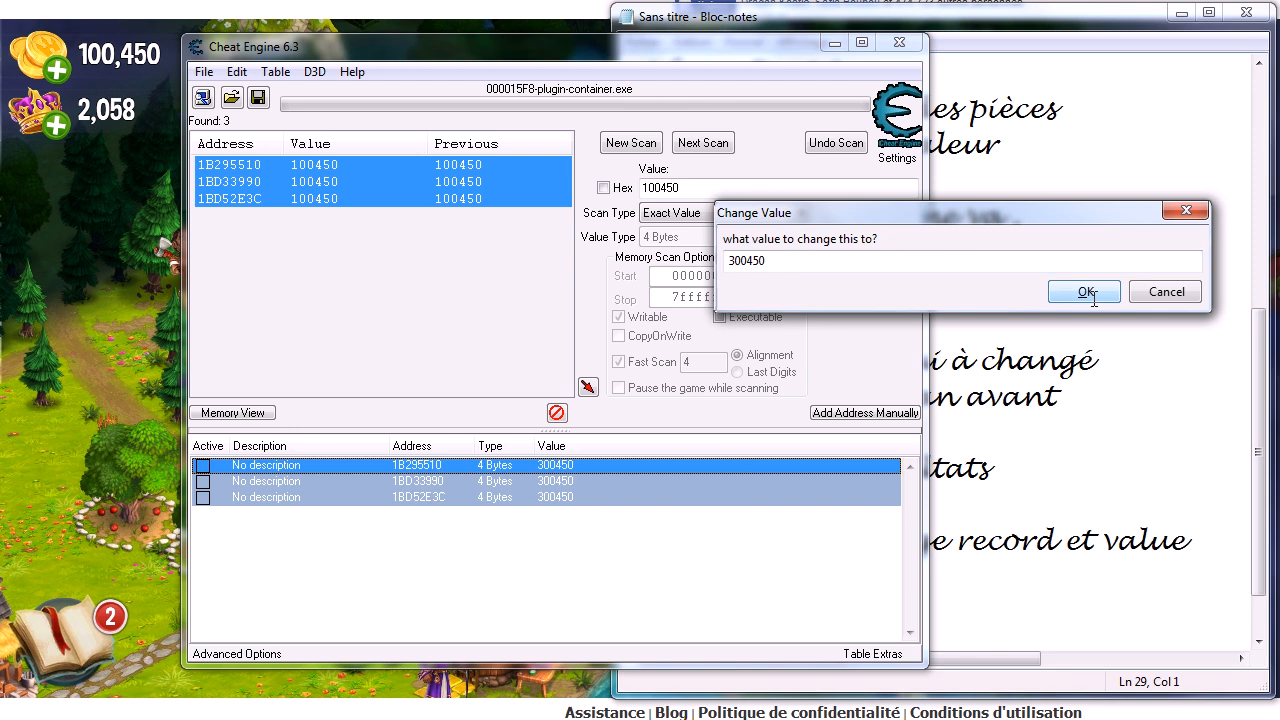 Sans titre - Bloc-notes
100,450
2,058
Cheat Engine 6.3
File Edit Table D3D Help
000015F8-plugin-container.exe
Found: 3
Address Value Previous
1B295510 100450 100450
1BD33990 100450 100450
1BD52E3C 100450 100450
New Scan Next Scan Undo Scan
Cheat Engine
Settings
Value:
Hex 100450
Scan Type Exact Value
Value Type 4 Bytes
Memory Scan Option
Start
Stop
Writable Executable
CopyOnWrite
Fast Scan 4 Alignment
Last Digits
Pause the game while scanning
Change Value
what value to change this to?
300450
OK Cancel
Memory View Add Address Manually
Active Description Address Type Value
No description 1B295510 4 Bytes 300450
No description 1BD33990 4 Bytes 300450
No description 1BD52E3C 4 Bytes 300450
Advanced Options Table Extras
es pièces
leur
i à changé
n avant
tats
e record et value
Ln 29, Col 1
2
Assistance | Blog | Politique de confidentialité | Conditions d'utilisation